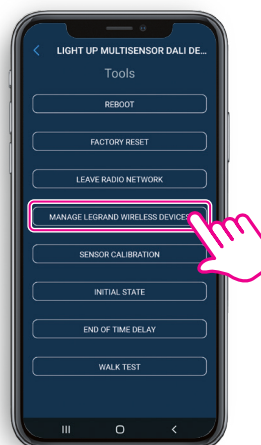 LIGHT UP MULTISENSOR DALI DE...
Tools
REBOOT
FACTORY RESET
LEAVE RADIO NETWORK
MANAGE LEGRAND WIRELESS DEVICES
SENSOR CALIBRATION
INITIAL STATE
END OF TIME DELAY
WALK TEST